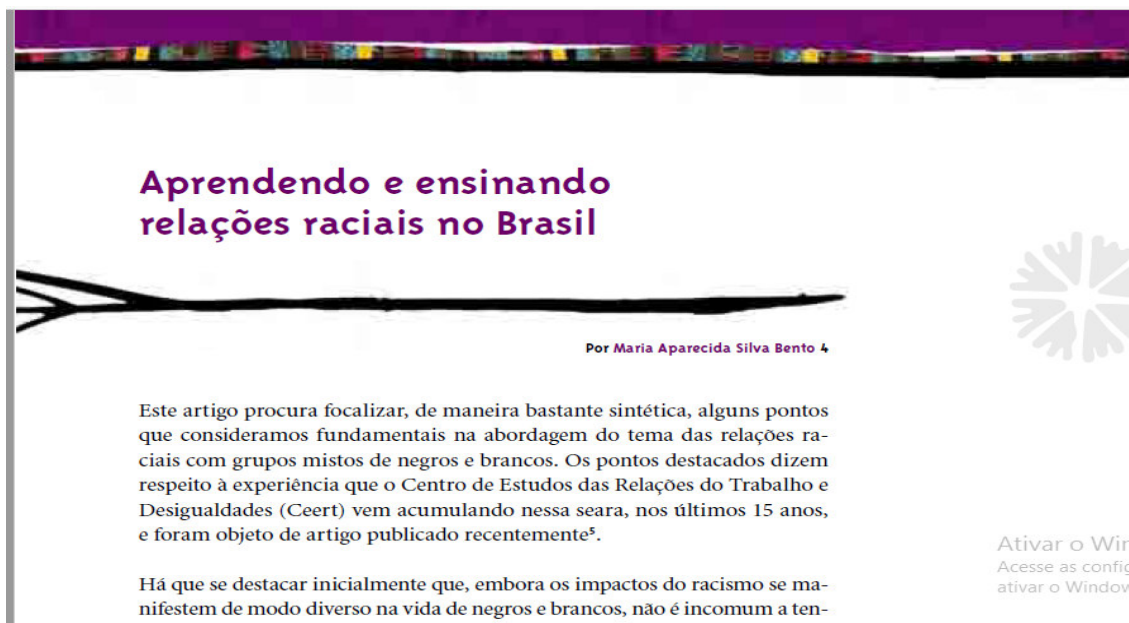 Aprendendo e ensinando
relações raciais no Brasil
Por Maria Aparecida Silva Bento 4
Este artigo procura focalizar, de maneira bastante sintética, alguns pontos
que consideramos fundamentais na abordagem do tema das relações ra-
ciais com grupos mistos de negros e brancos. Os pontos destacados dizem
respeito à experiência que o Centro de Estudos das Relações do Trabalho e
Desigualdades (Ceert) vem acumulando nessa seara, nos últimos 15 anos,
e foram objeto de artigo publicado recentemente⁵.
Há que se destacar inicialmente que, embora os impactos do racismo se ma-
nifestem de modo diverso na vida de negros e brancos, não é incomum a ten-
Ativar o Win
Acesse as config
ativar o Window